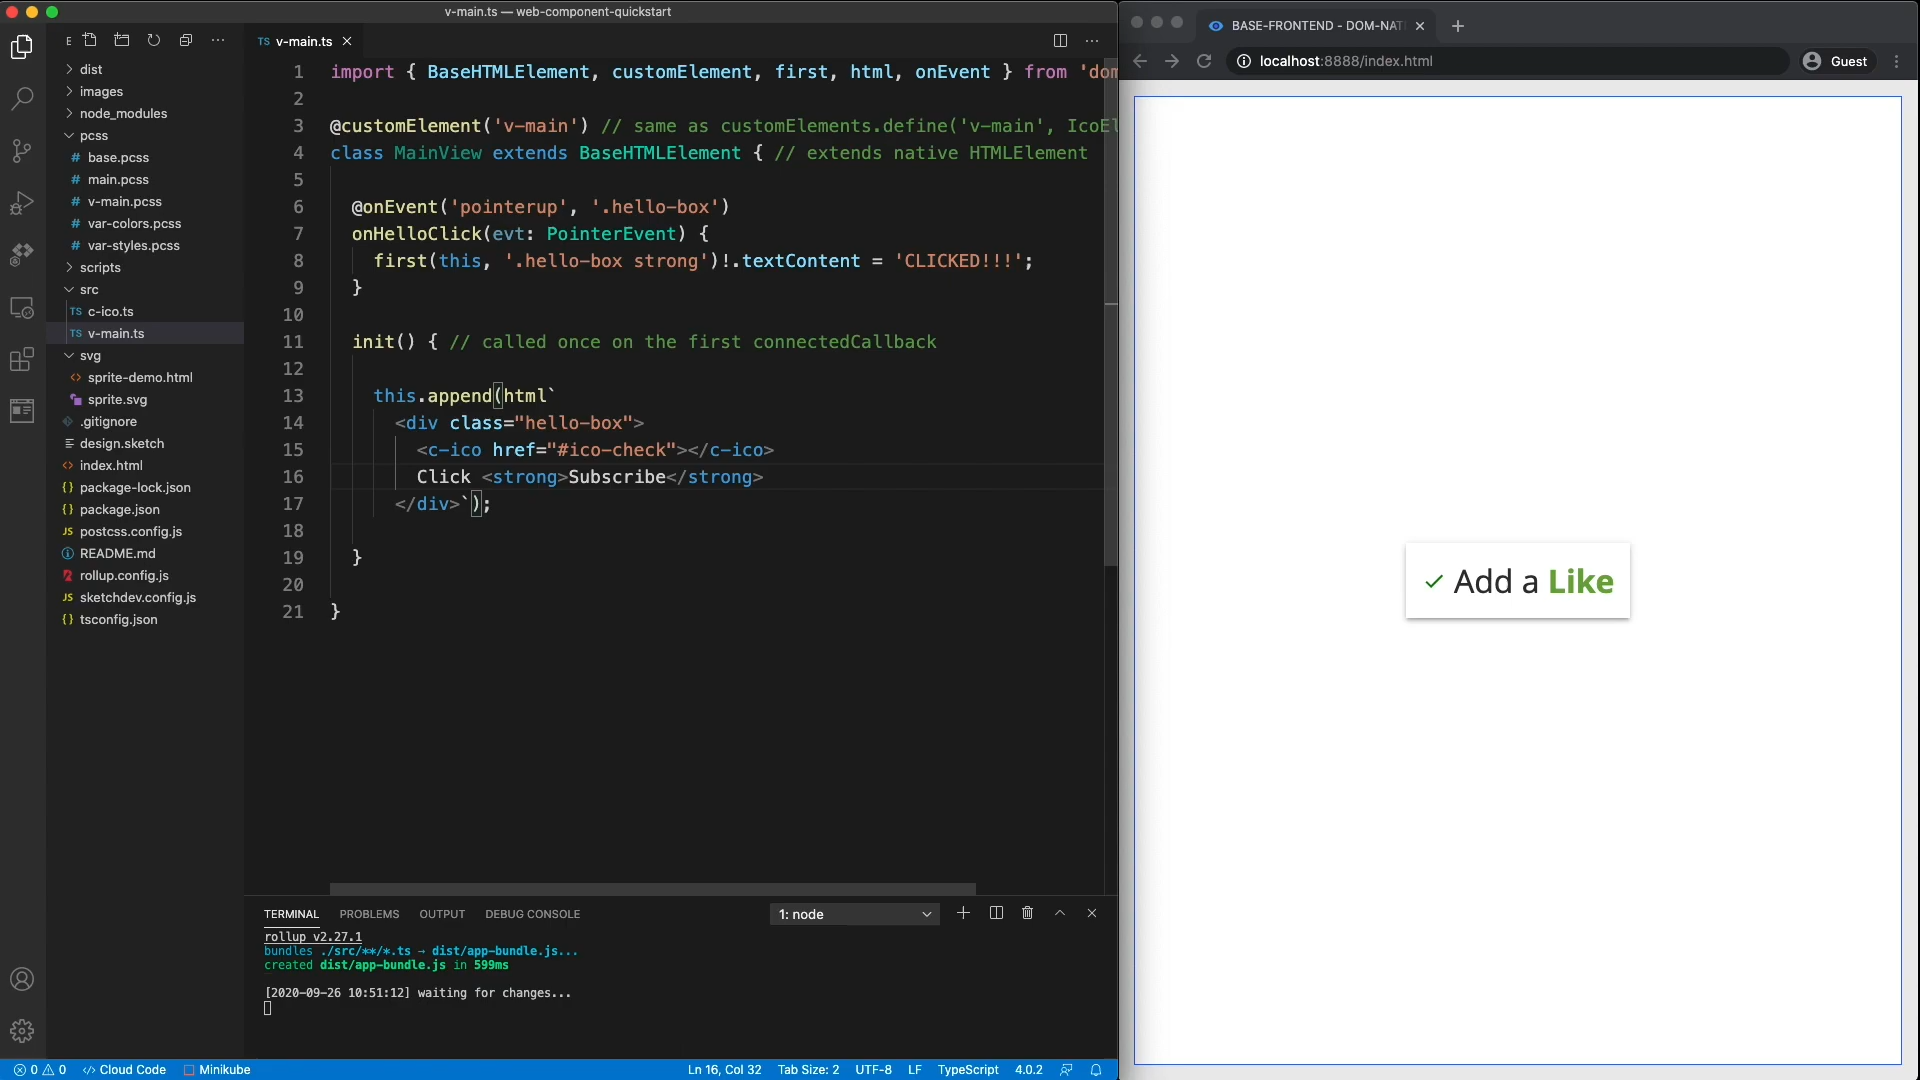 v-main.ts — web-component-quickstart
E
dist
images
node_modules
pcss
# base.pcss
# main.pcss
# v-main.pcss
# var-colors.pcss
# var-styles.pcss
scripts
src
TS c-ico.ts
TS v-main.ts
svg
<> sprite-demo.html
sprite.svg
.gitignore
design.sketch
<> index.html
{} package-lock.json
{} package.json
JS postcss.config.js
README.md
rollup.config.js
JS sketchdev.config.js
{} tsconfig.json
TS v-main.ts
1 import { BaseHTMLElement, customElement, first, html, onEvent } from 'dom
2
3 @customElement('v-main') // same as customElements.define('v-main', IcoEl
4 class MainView extends BaseHTMLElement { // extends native HTMLElement
5
6 @onEvent('pointerup', '.hello-box')
7 onHelloClick(evt: PointerEvent) {
8 first(this, '.hello-box strong')!.textContent = 'CLICKED!!!';
9 }
10
11 init() { // called once on the first connectedCallback
12
13 this.append(html`
14 <div class="hello-box">
15 <c-ico href="#ico-check"></c-ico>
16 Click <strong>Subscribe</strong>
17 </div>`);
18
19 }
20
21 }
TERMINAL PROBLEMS OUTPUT DEBUG CONSOLE 1: node
rollup v2.27.1
bundles ./src/**/*.ts → dist/app-bundle.js...
created dist/app-bundle.js in 599ms
[2020-09-26 10:51:12] waiting for changes...
0 0 </> Cloud Code Minikube Ln 16, Col 32 Tab Size: 2 UTF-8 LF TypeScript 4.0.2
BASE-FRONTEND - DOM-NAT
localhost:8888/index.html Guest
Add a Like